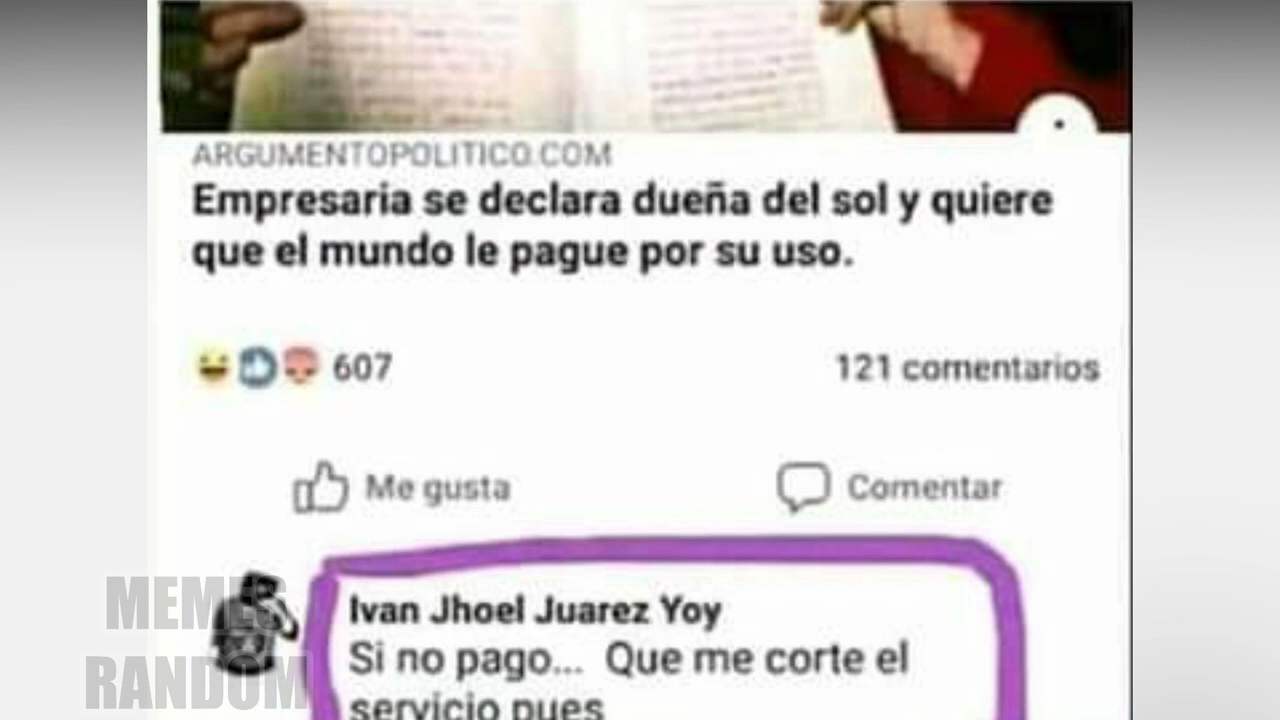 ARGUMENTOPOLITICO.COM
Empresaria se declara dueña del sol y quiere
que el mundo le pague por su uso.
607
121 comentarios
Me gusta
Comentar
Ivan Jhoel Juarez Yoy
Si no pago... Que me corte el
servicio pues
MEMES
RANDOM